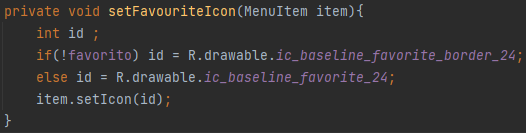 private void setFavouriteIcon(MenuItem item){
    int id ;
    if(!favorito) id = R.drawable.ic_baseline_favorite_border_24;
    else id = R.drawable.ic_baseline_favorite_24;
    item.setIcon(id);
}